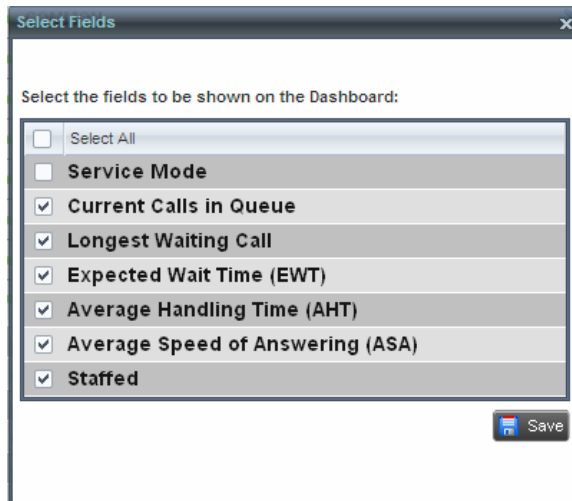 Select Fields
x
Select the fields to be shown on the Dashboard:
Select All
Service Mode
Current Calls in Queue
Longest Waiting Call
Expected Wait Time (EWT)
Average Handling Time (AHT)
Average Speed of Answering (ASA)
Staffed
Save